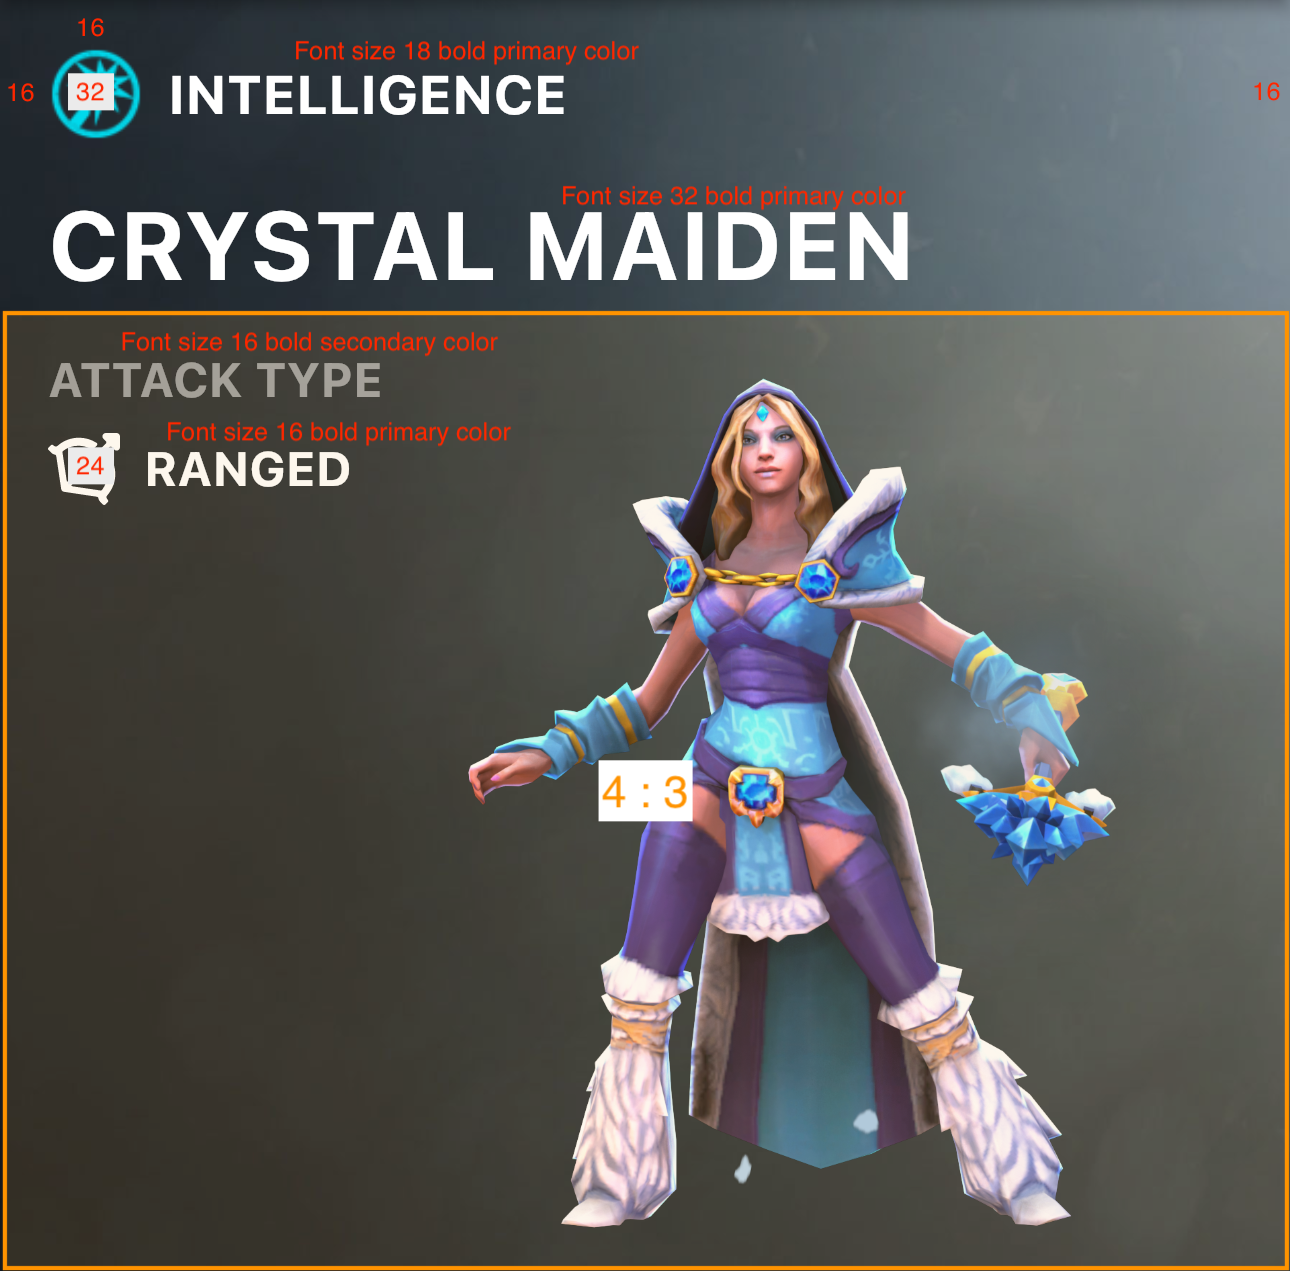 16
Font size 18 bold primary color
16
32
INTELLIGENCE
16
Font size 32 bold primary color
CRYSTAL MAIDEN
Font size 16 bold secondary color
ATTACK TYPE
Font size 16 bold primary color
24
RANGED
4 : 3